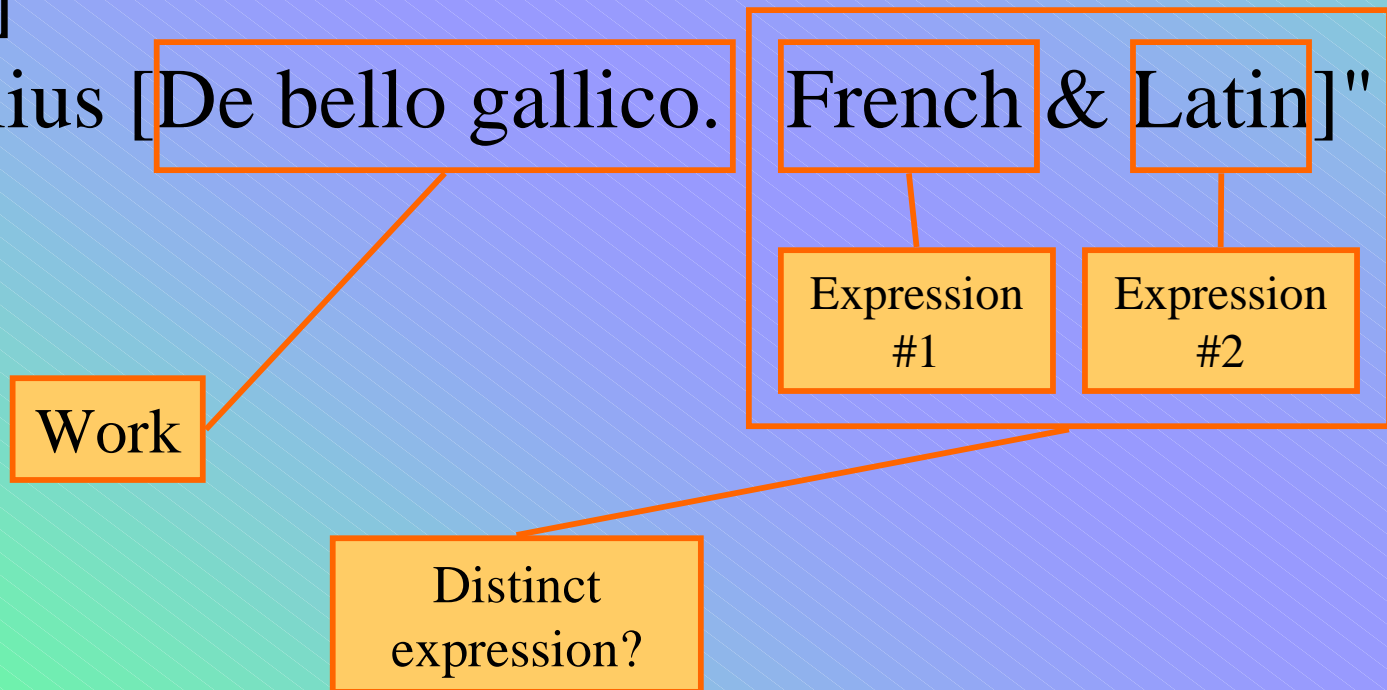 ]
ius [De bello gallico. French & Latin]"
Expression
#1
Expression
#2
Work
Distinct
expression?